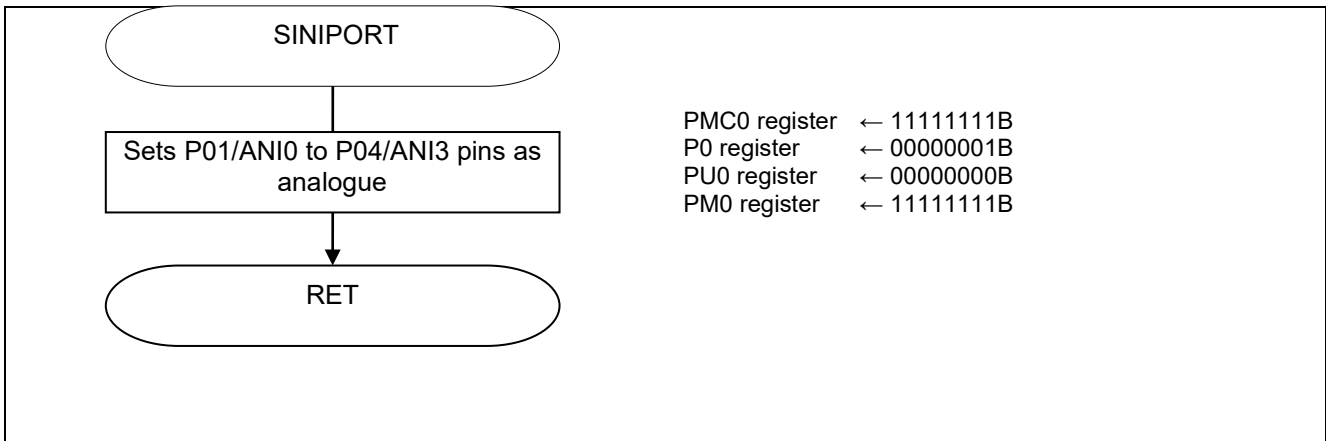 SINIPORT
Sets P01/ANI0 to P04/ANI3 pins as
analogue
PMC0 register ← 11111111B
P0 register ← 00000001B
PU0 register ← 00000000B
PM0 register ← 11111111B
RET